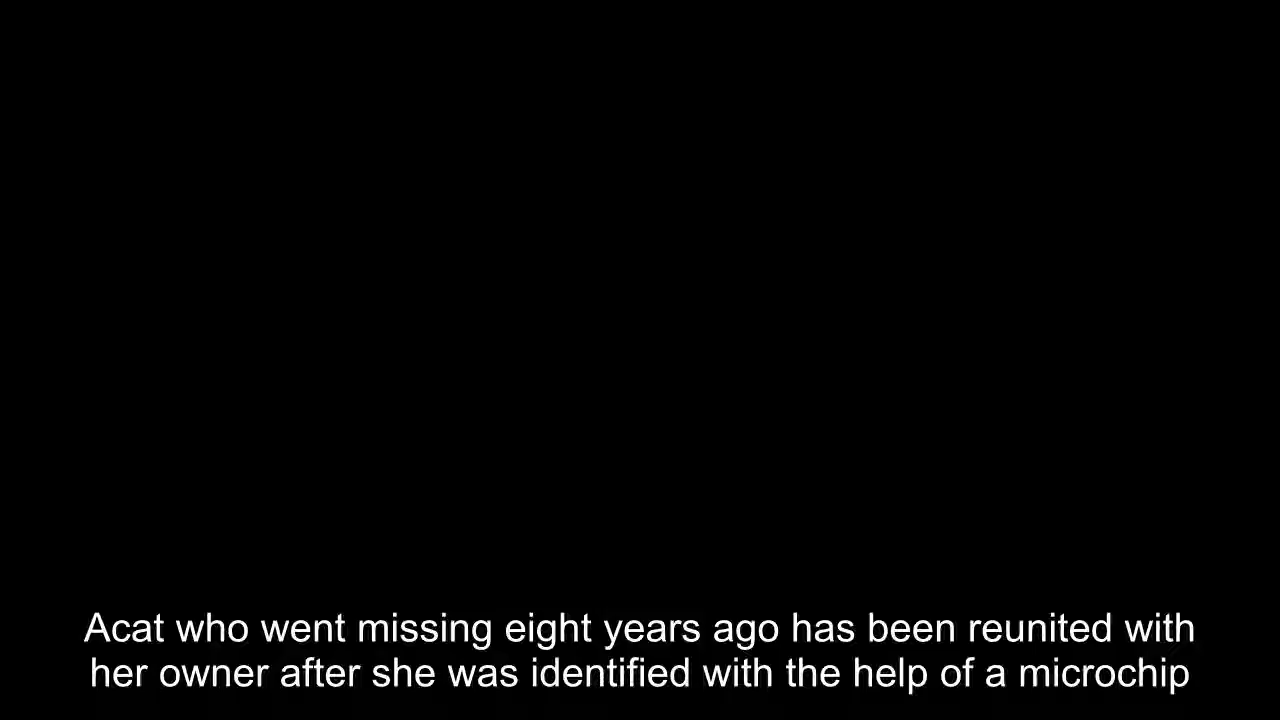 Acat who went missing eight years ago has been reunited with
her owner after she was identified with the help of a microchip